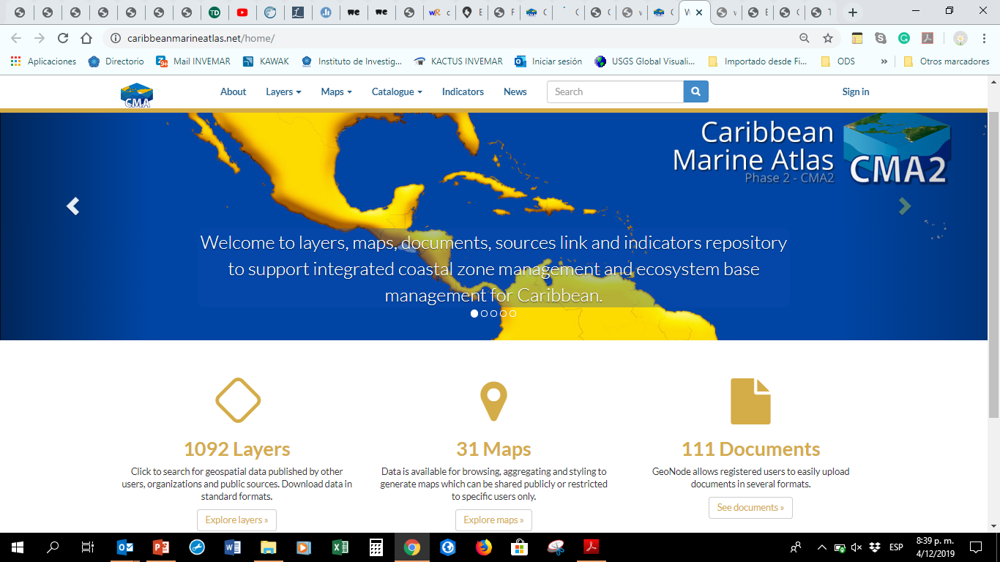 TD
we
we
wR c
E
F
C
C
C
v
C
W
v
E
C
T
caribbeanmarineatlas.net/home/
Aplicaciones
Directorio
Mail INVEMAR
KAWAK
Instituto de Investig...
KACTUS INVEMAR
Iniciar sesión
USGS Global Visuali...
Importado desde Fi...
ODS
»
Otros marcadores
CMA
About
Layers
Maps
Catalogue
Indicators
News
Search
Sign in
Caribbean
Marine Atlas
Phase 2 - CMA2
CMA2
Welcome to layers, maps, documents, sources link and indicators repository
to support integrated coastal zone management and ecosystem base
management for Caribbean.
1092 Layers
Click to search for geospatial data published by other
users, organizations and public sources. Download data in
standard formats.
Explore layers »
31 Maps
Data is available for browsing, aggregating and styling to
generate maps which can be shared publicly or restricted
to specific users only.
Explore maps »
111 Documents
GeoNode allows registered users to easily upload
documents in several formats.
See documents »
ESP
8:39 p. m.
4/12/2019